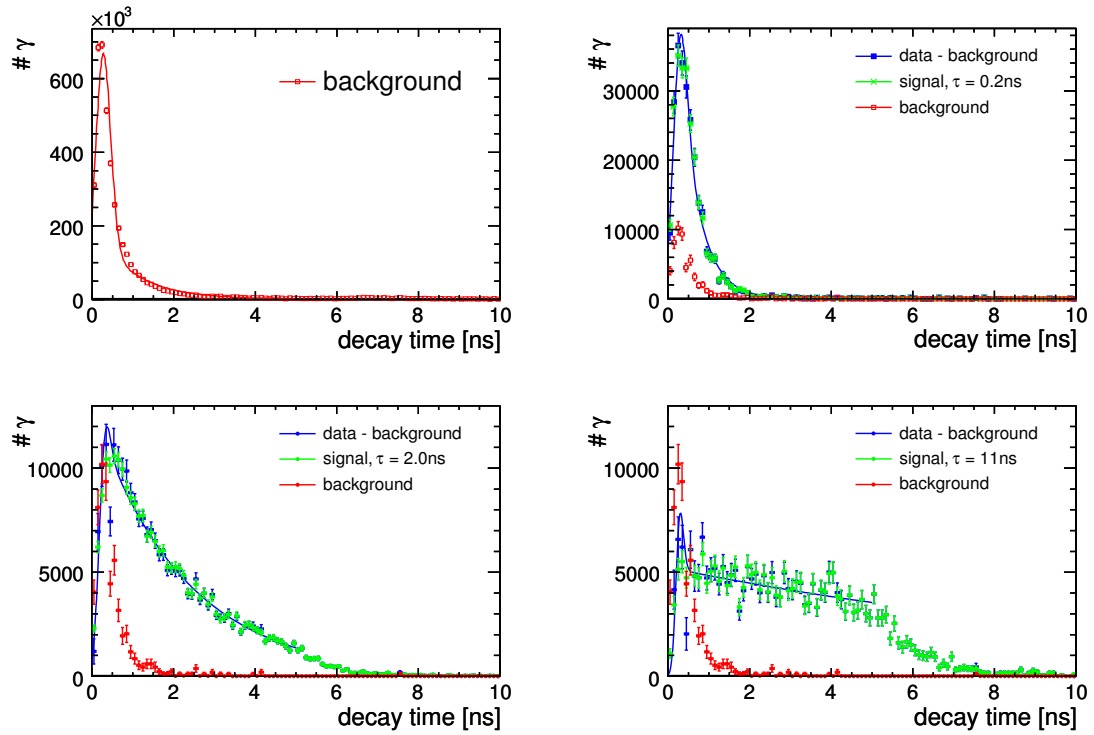 ×10³
# γ
600
400
200
0
0 2 4 6 8 10
decay time [ns]
background
# γ
30000
20000
10000
0
0 2 4 6 8 10
decay time [ns]
data - background
signal, τ = 0.2ns
background
# γ
10000
5000
0
0 2 4 6 8 10
decay time [ns]
data - background
signal, τ = 2.0ns
background
# γ
10000
5000
0
0 2 4 6 8 10
decay time [ns]
data - background
signal, τ = 11ns
background